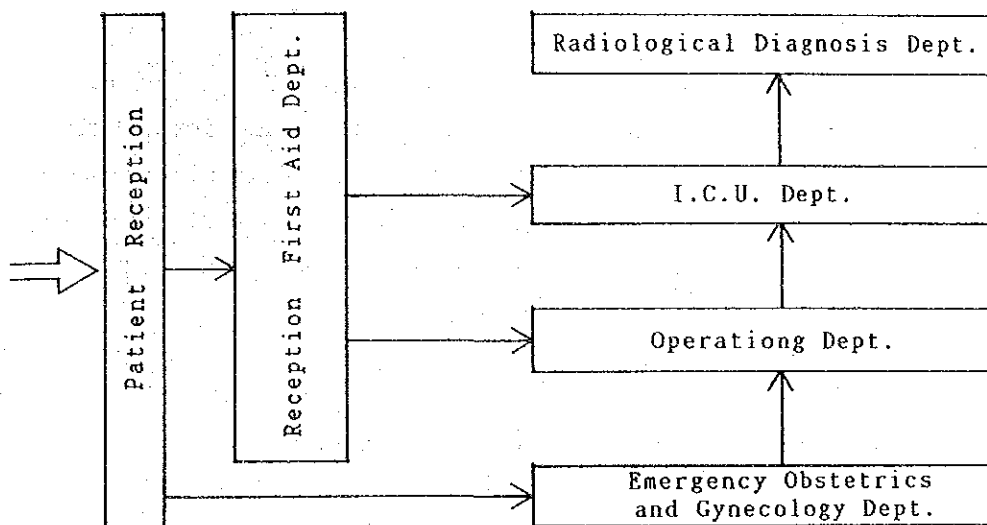 Patient Reception
Reception First Aid Dept.
Radiological Diagnosis Dept.
I.C.U. Dept.
Operationg Dept.
Emergency Obstetrics
and Gynecology Dept.